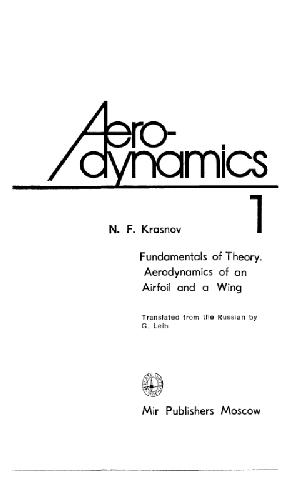 Aero-
dynamics
1
N. F. Krasnov
Fundamentals of Theory.
Aerodynamics of an
Airfoil and a Wing
Translated from the Russian by
G. Leib
Mir Publishers Moscow